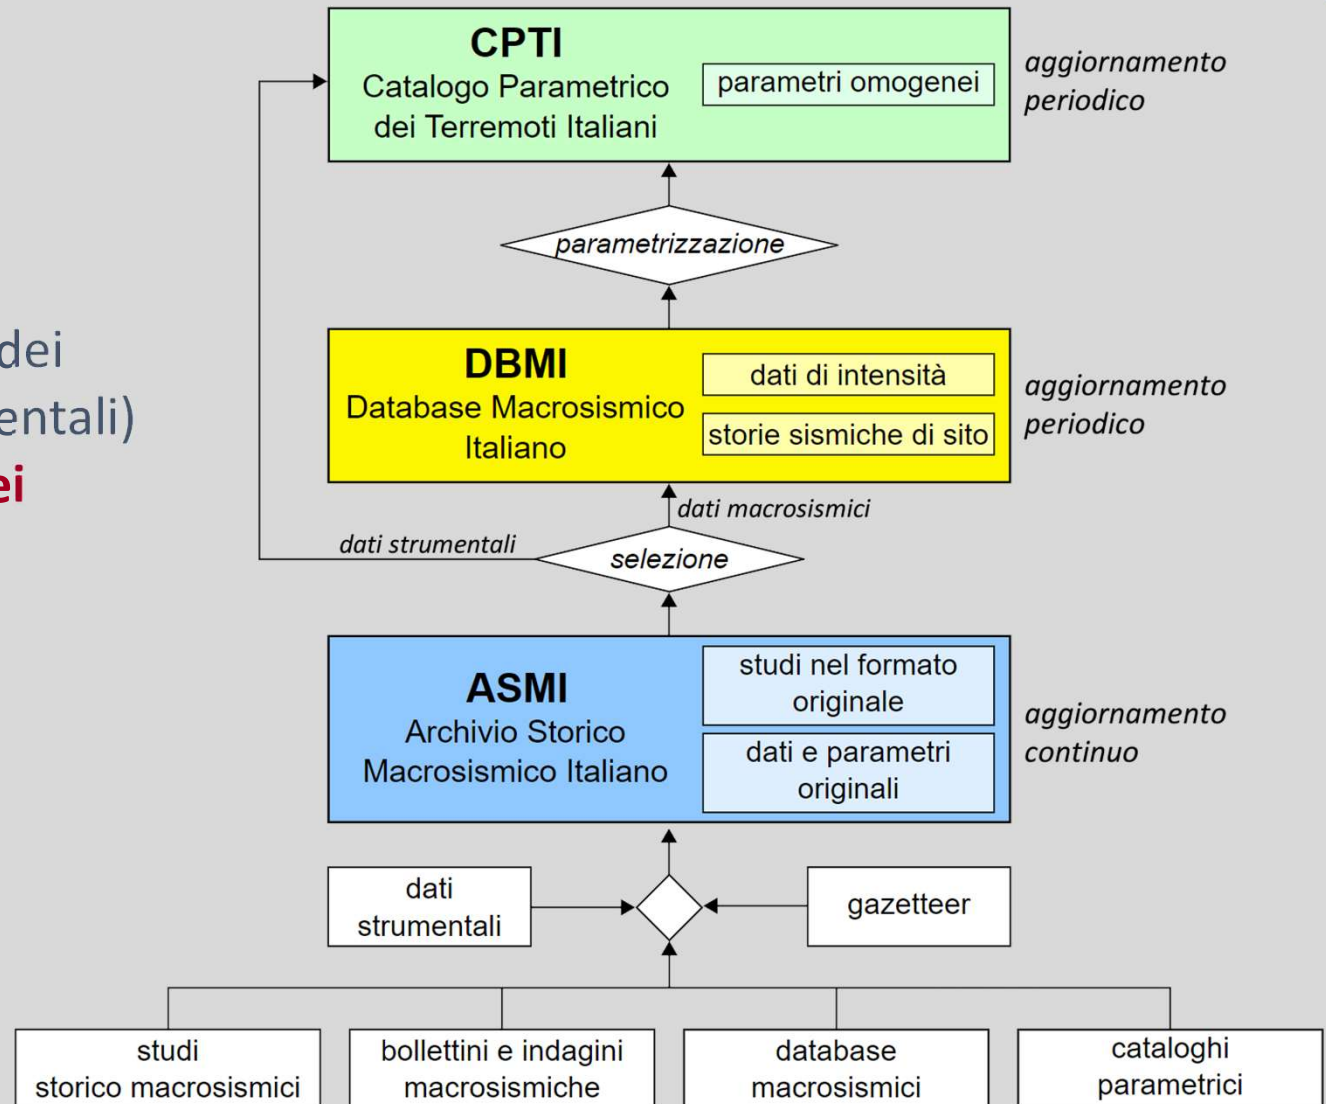 CPTI
Catalogo Parametrico
dei Terremoti Italiani
parametri omogenei
aggiornamento
periodico
parametrizzazione
dei
entali)
ei
DBMI
Database Macrosismico
Italiano
dati di intensità
storie sismiche di sito
aggiornamento
periodico
dati macrosismici
dati strumentali
selezione
ASMI
Archivio Storico
Macrosismico Italiano
studi nel formato
originale
dati e parametri
originali
aggiornamento
continuo
dati
strumentali
gazetteer
studi
storico macrosismici
bollettini e indagini
macrosismiche
database
macrosismici
cataloghi
parametrici